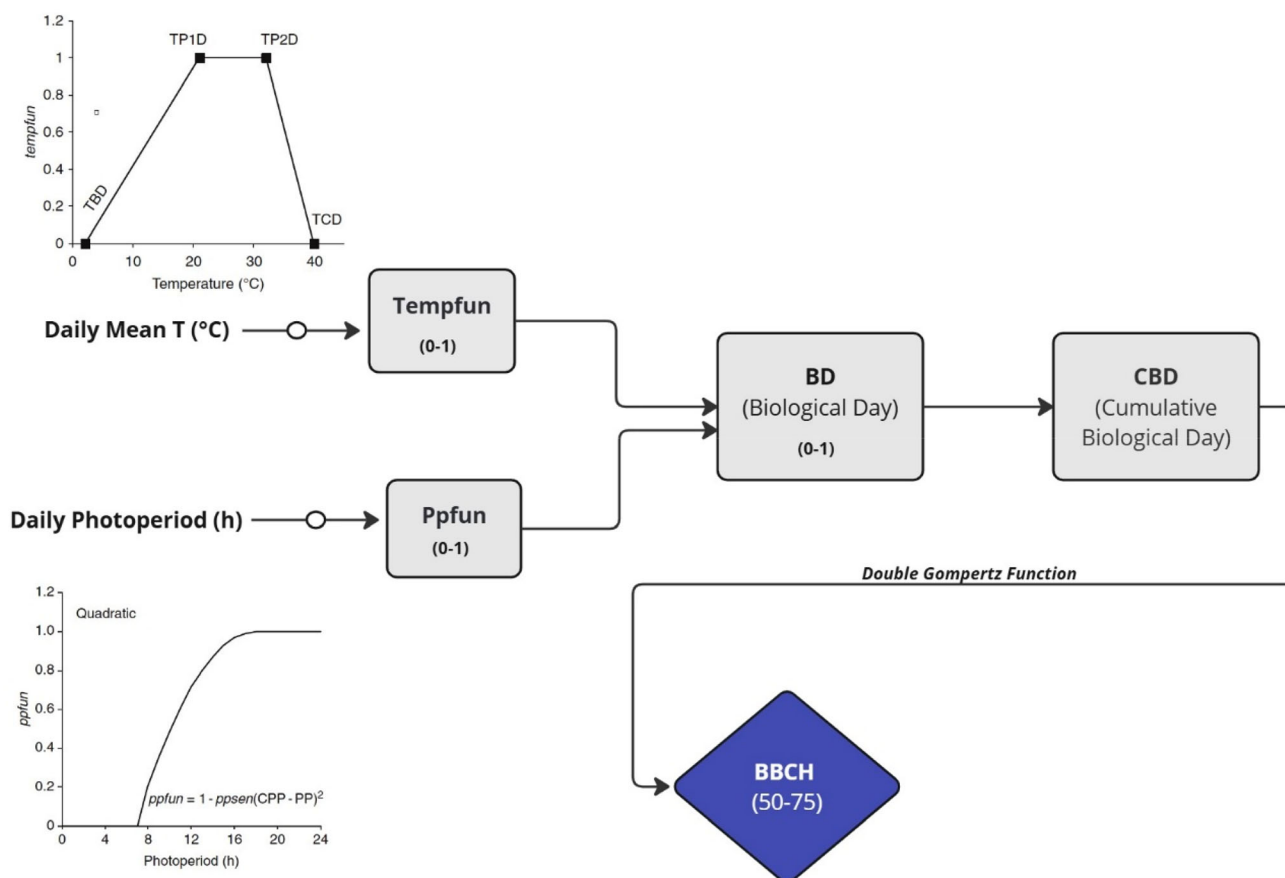 1.2
TP1D
TP2D
1
0.8
0.6
0.4
0.2
0
tempfun
TBD
TCD
0
10
20
30
40
Temperature (°C)
Daily Mean T (°C)
Tempfun
(0-1)
BD
(Biological Day)
(0-1)
CBD
(Cumulative
Biological Day)
Daily Photoperiod (h)
Ppfun
(0-1)
Double Gompertz Function
1.2
Quadratic
1.0
0.8
0.6
0.4
0.2
0
ppfun
ppfun = 1 - ppsen(CPP - PP)²
0
4
8
12
16
20
24
Photoperiod (h)
BBCH
(50-75)